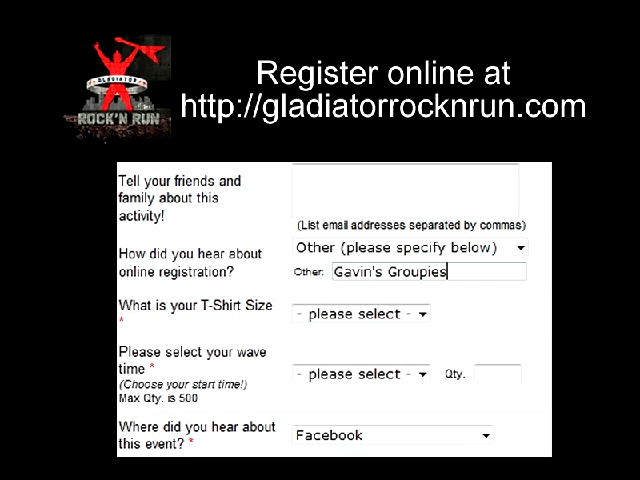 Register online at
http://gladiatorrocknrun.com
GLADIATOR
ROCK'N RUN
Tell your friends and
family about this
activity!
(List email addresses separated by commas)
How did you hear about
online registration?
Other (please specify below)
Other: Gavin's Groupies
What is your T-Shirt Size
*
- please select -
Please select your wave
time *
(Choose your start time!)
Max Qty. is 500
- please select - Qty.
Where did you hear about
this event? *
Facebook